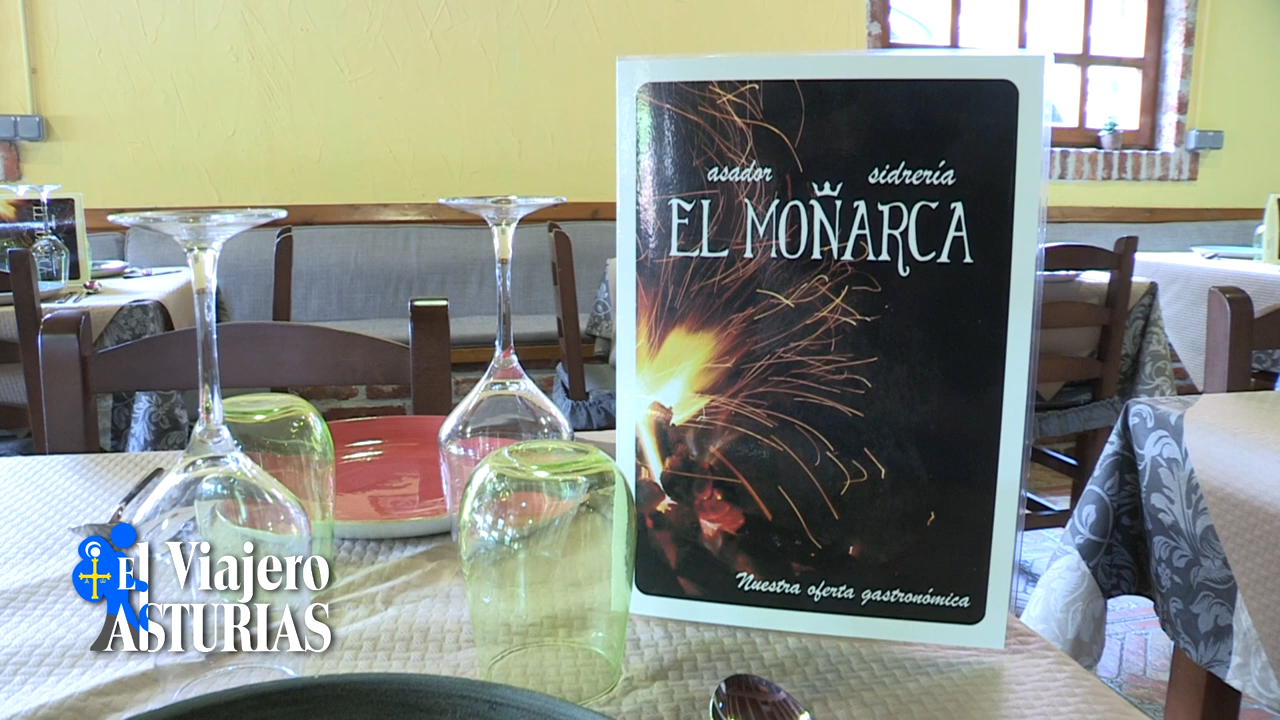 asador sidrería
EL MOÑARCA
Nuestra oferta gastronómica
El Viajero
ASTURIAS